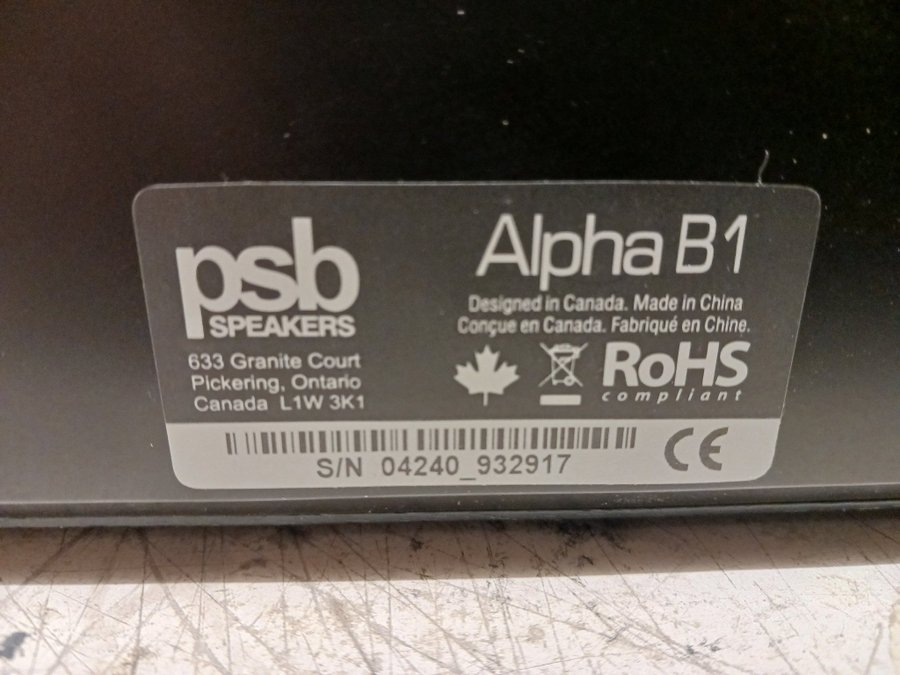 psb
SPEAKERS
633 Granite Court
Pickering, Ontario
Canada L1W 3K1
Alpha B1
Designed in Canada. Made in China
Conçue en Canada. Fabriqué en Chine.
RoHS
compliant
S/N 04240_932917
CE